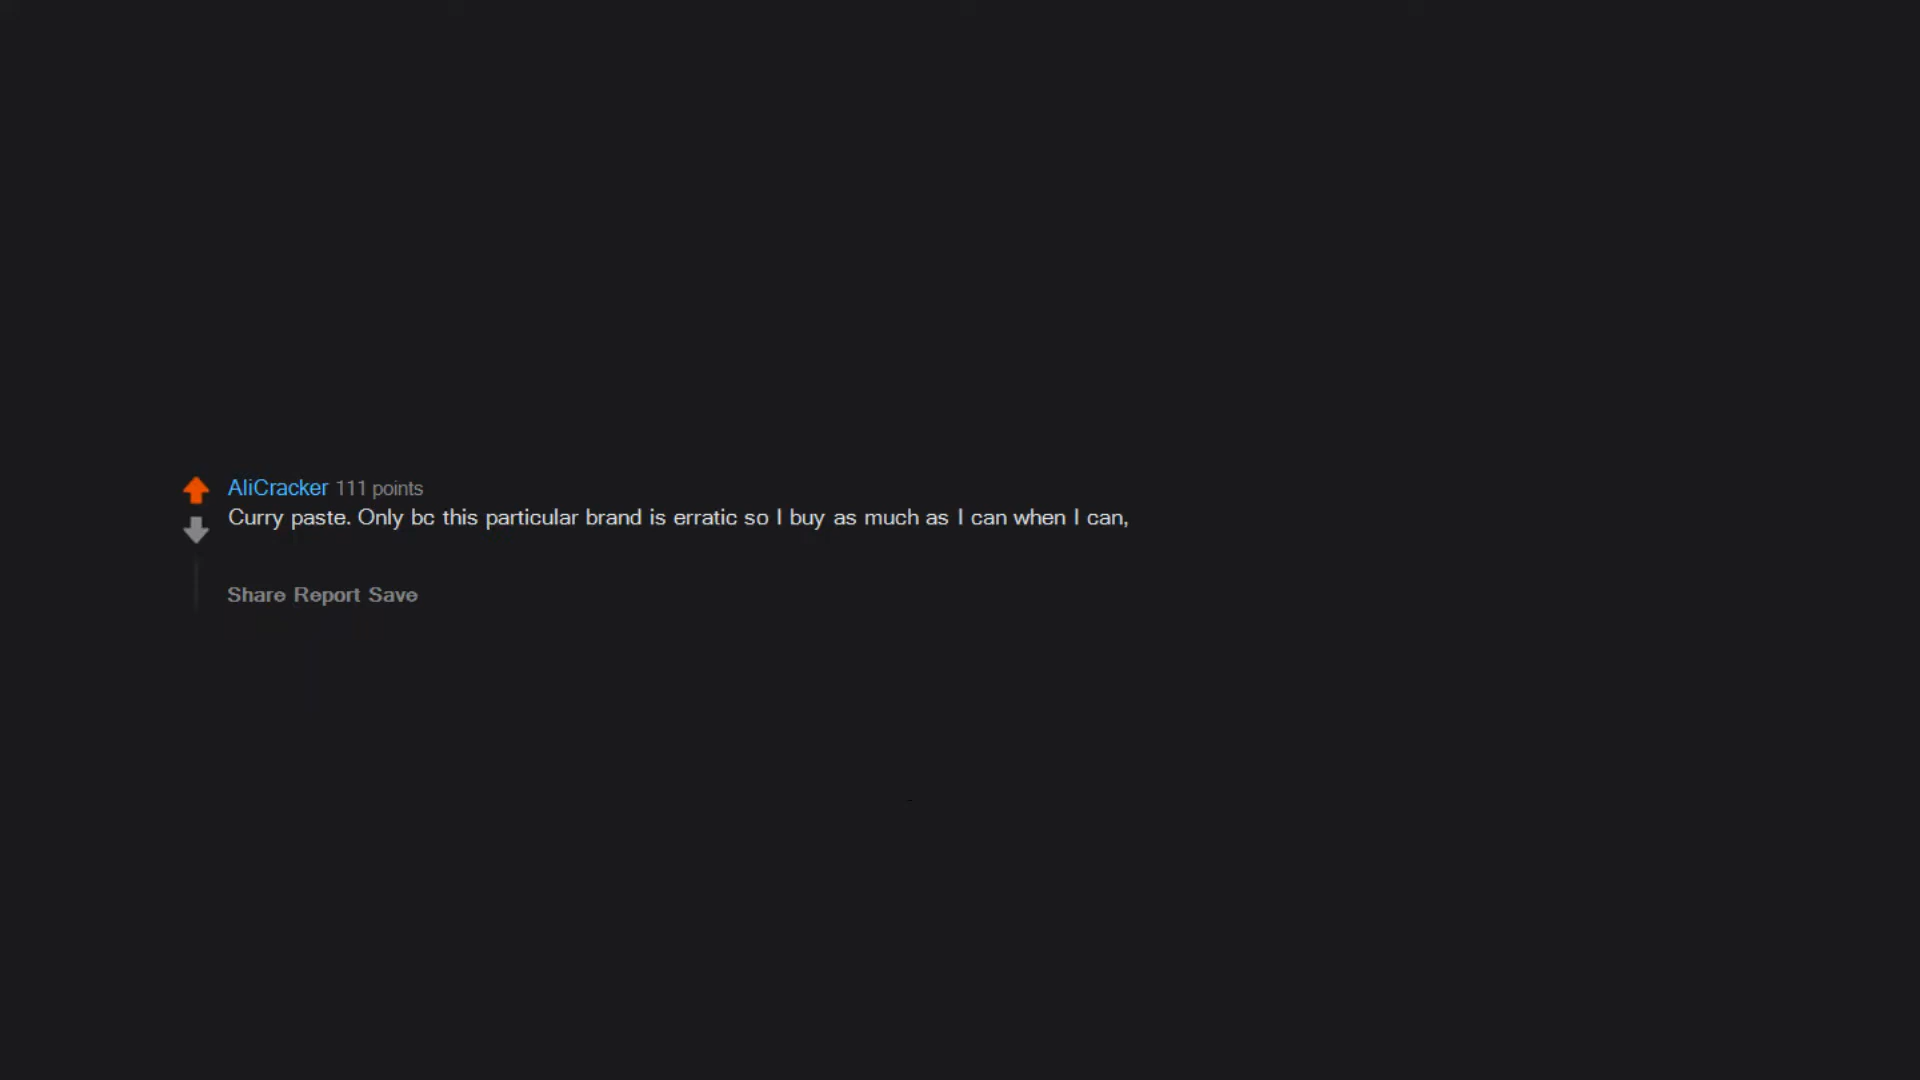 AliCracker 111 points
Curry paste. Only bc this particular brand is erratic so I buy as much as I can when I can,
Share Report Save